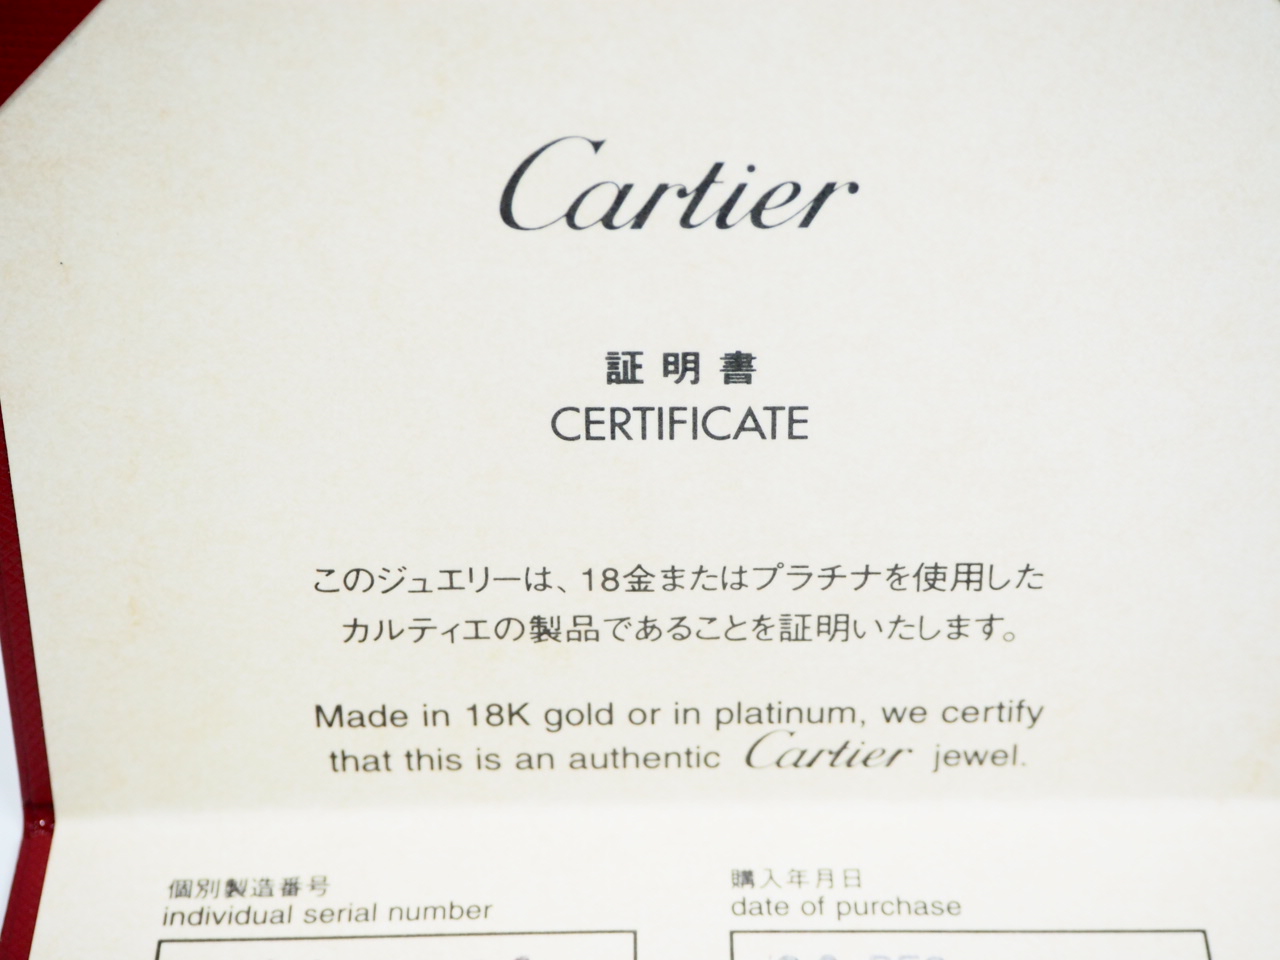 Cartier
証明書
CERTIFICATE
このジュエリーは、18金またはプラチナを使用した
カルティエの製品であることを証明いたします。
Made in 18K gold or in platinum, we certify
that this is an authentic Cartier jewel.
個別製造番号
individual serial number
購入年月日
date of purchase